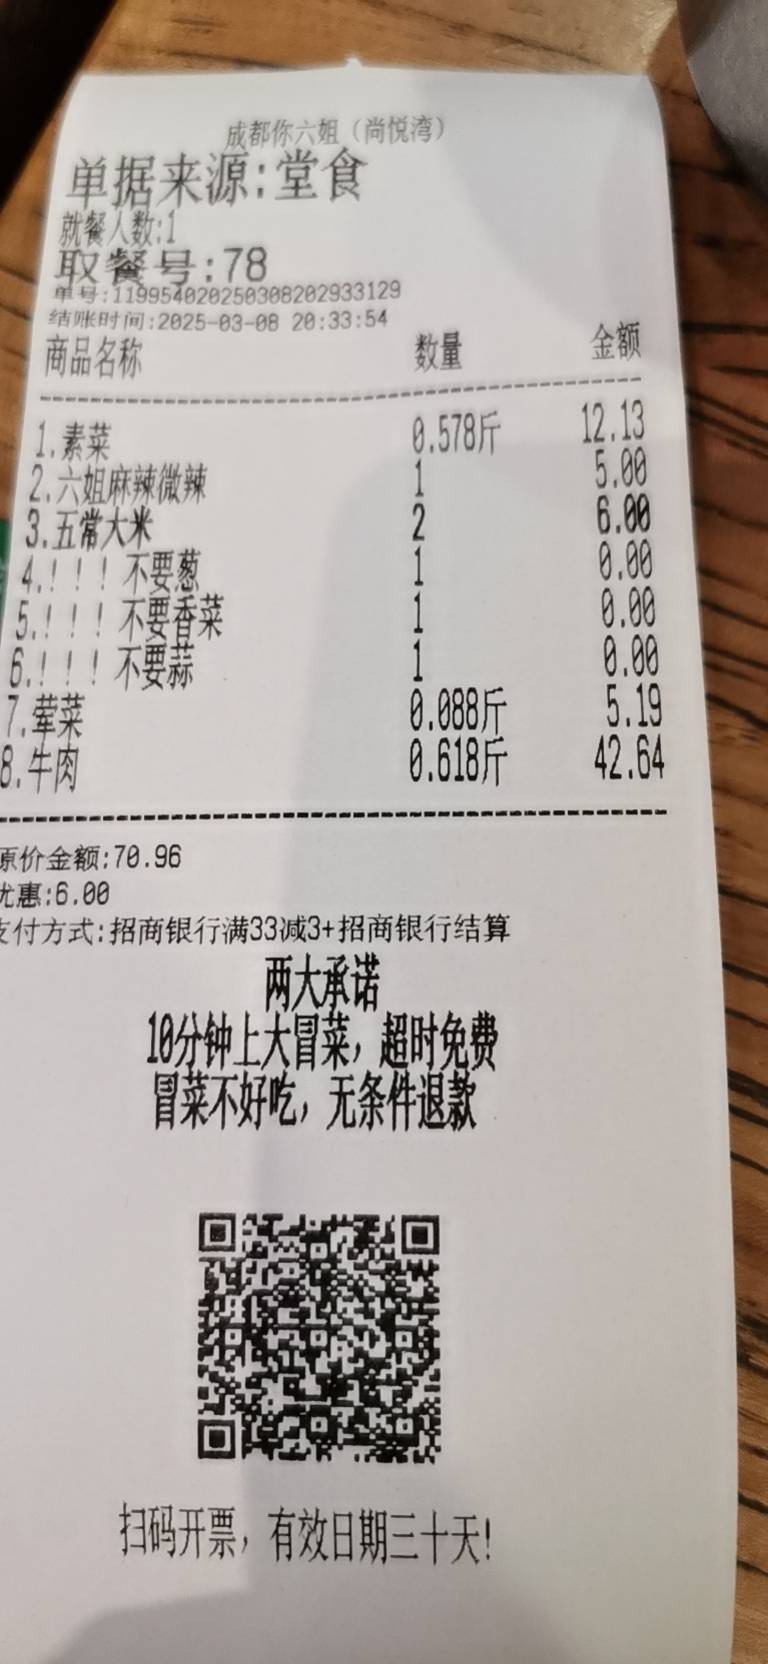 成都你六姐（尚悦湾）
单据来源:堂食
就餐人数:1
取餐号:78
单号:119954020250308202933129
结账时间:2025-03-08 20:33:54
商品名称 数量 金额
1.素菜 0.578斤 12.13
2.六姐麻辣微辣 1 5.00
3.五常大米 2 6.00
4.！！！不要葱 1 0.00
5.！！！不要香菜 1 0.00
6.！！！不要蒜 1 0.00
7.荤菜 0.088斤 5.19
8.牛肉 0.618斤 42.64
原价金额:70.96
优惠:6.00
支付方式:招商银行满33减3+招商银行结算
两大承诺
10分钟上大冒菜，超时免费
冒菜不好吃，无条件退款
扫码开票，有效日期三十天!